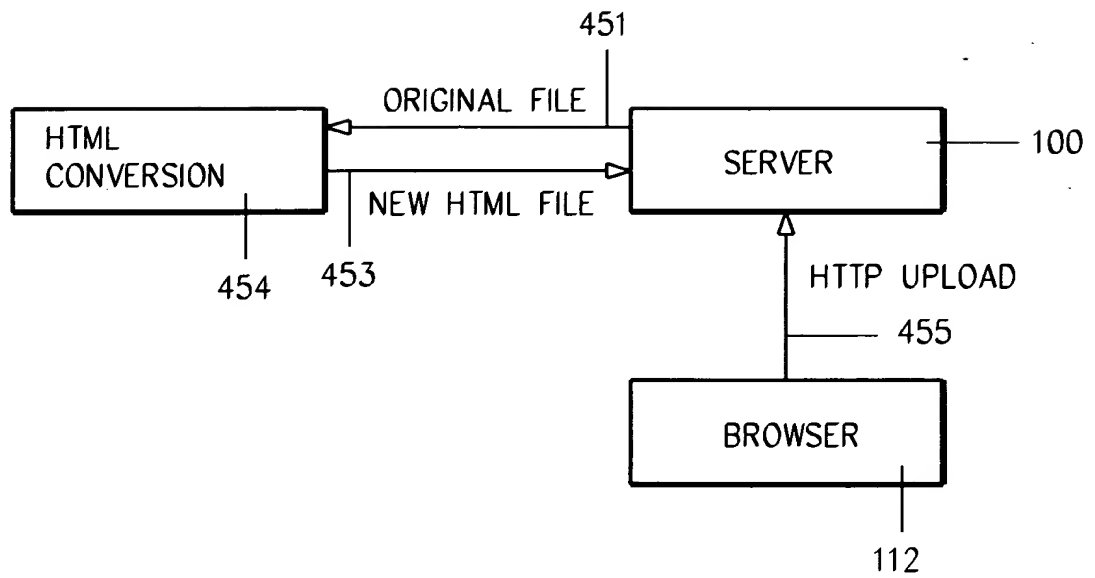 451
ORIGINAL FILE
HTML
CONVERSION
SERVER
100
NEW HTML FILE
454
453
HTTP UPLOAD
455
BROWSER
112